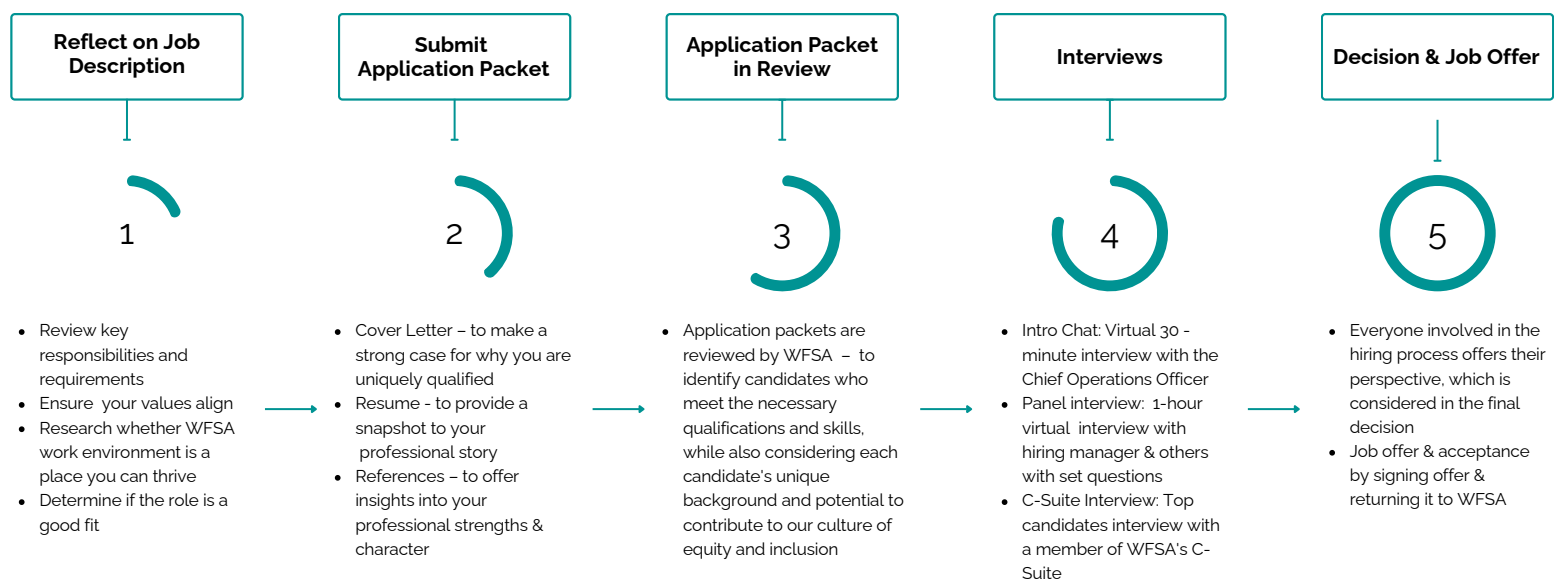 Reflect on Job
Description
1
• Review key
responsibilities and
requirements
• Ensure  your values align
• Research whether WFSA
work environment is a
place you can thrive
• Determine if the role is a
good fit
Submit
Application Packet
2
• Cover Letter – to make a
strong case for why you are
uniquely qualified
• Resume - to provide a
snapshot to your
professional story
• References – to offer
insights into your
professional strengths &
character
Application Packet
in Review
3
• Application packets are
reviewed by WFSA  –  to
identify candidates who
meet the necessary
qualifications and skills,
while also considering each
candidate's unique
background and potential to
contribute to our culture of
equity and inclusion
Interviews
4
• Intro Chat: Virtual 30 -
minute interview with the
Chief Operations Officer
• Panel interview:  1-hour
virtual  interview with
hiring manager & others
with set questions
• C-Suite Interview: Top
candidates interview with
a member of WFSA's C-
Suite
Decision & Job Offer
5
• Everyone involved in the
hiring process offers their
perspective, which is
considered in the final
decision
• Job offer & acceptance
by signing offer &
returning it to WFSA